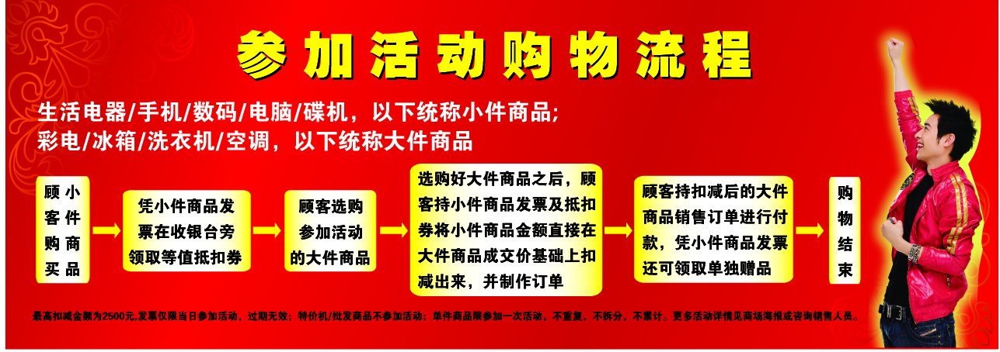 参加活动购物流程
生活电器/手机/数码/电脑/碟机，以下统称小件商品;
彩电/冰箱/洗衣机/空调，以下统称大件商品
顾客购买
小件商品
凭小件商品发
票在收银台旁
领取等值抵扣券
顾客选购
参加活动
的大件商品
选购好大件商品之后，顾
客持小件商品发票及抵扣
券将小件商品金额直接在
大件商品成交价基础上扣
减出来，并制作订单
顾客持扣减后的大件
商品销售订单进行付
款，凭小件商品发票
还可领取单独赠品
购物结束
最高扣减金额为2500元,发票仅限当日参加活动，过期无效；特价机/批发商品不参加活动；单件商品限参加一次活动，不重复，不拆分，不累计。更多活动详情见商场海报或咨询销售人员。